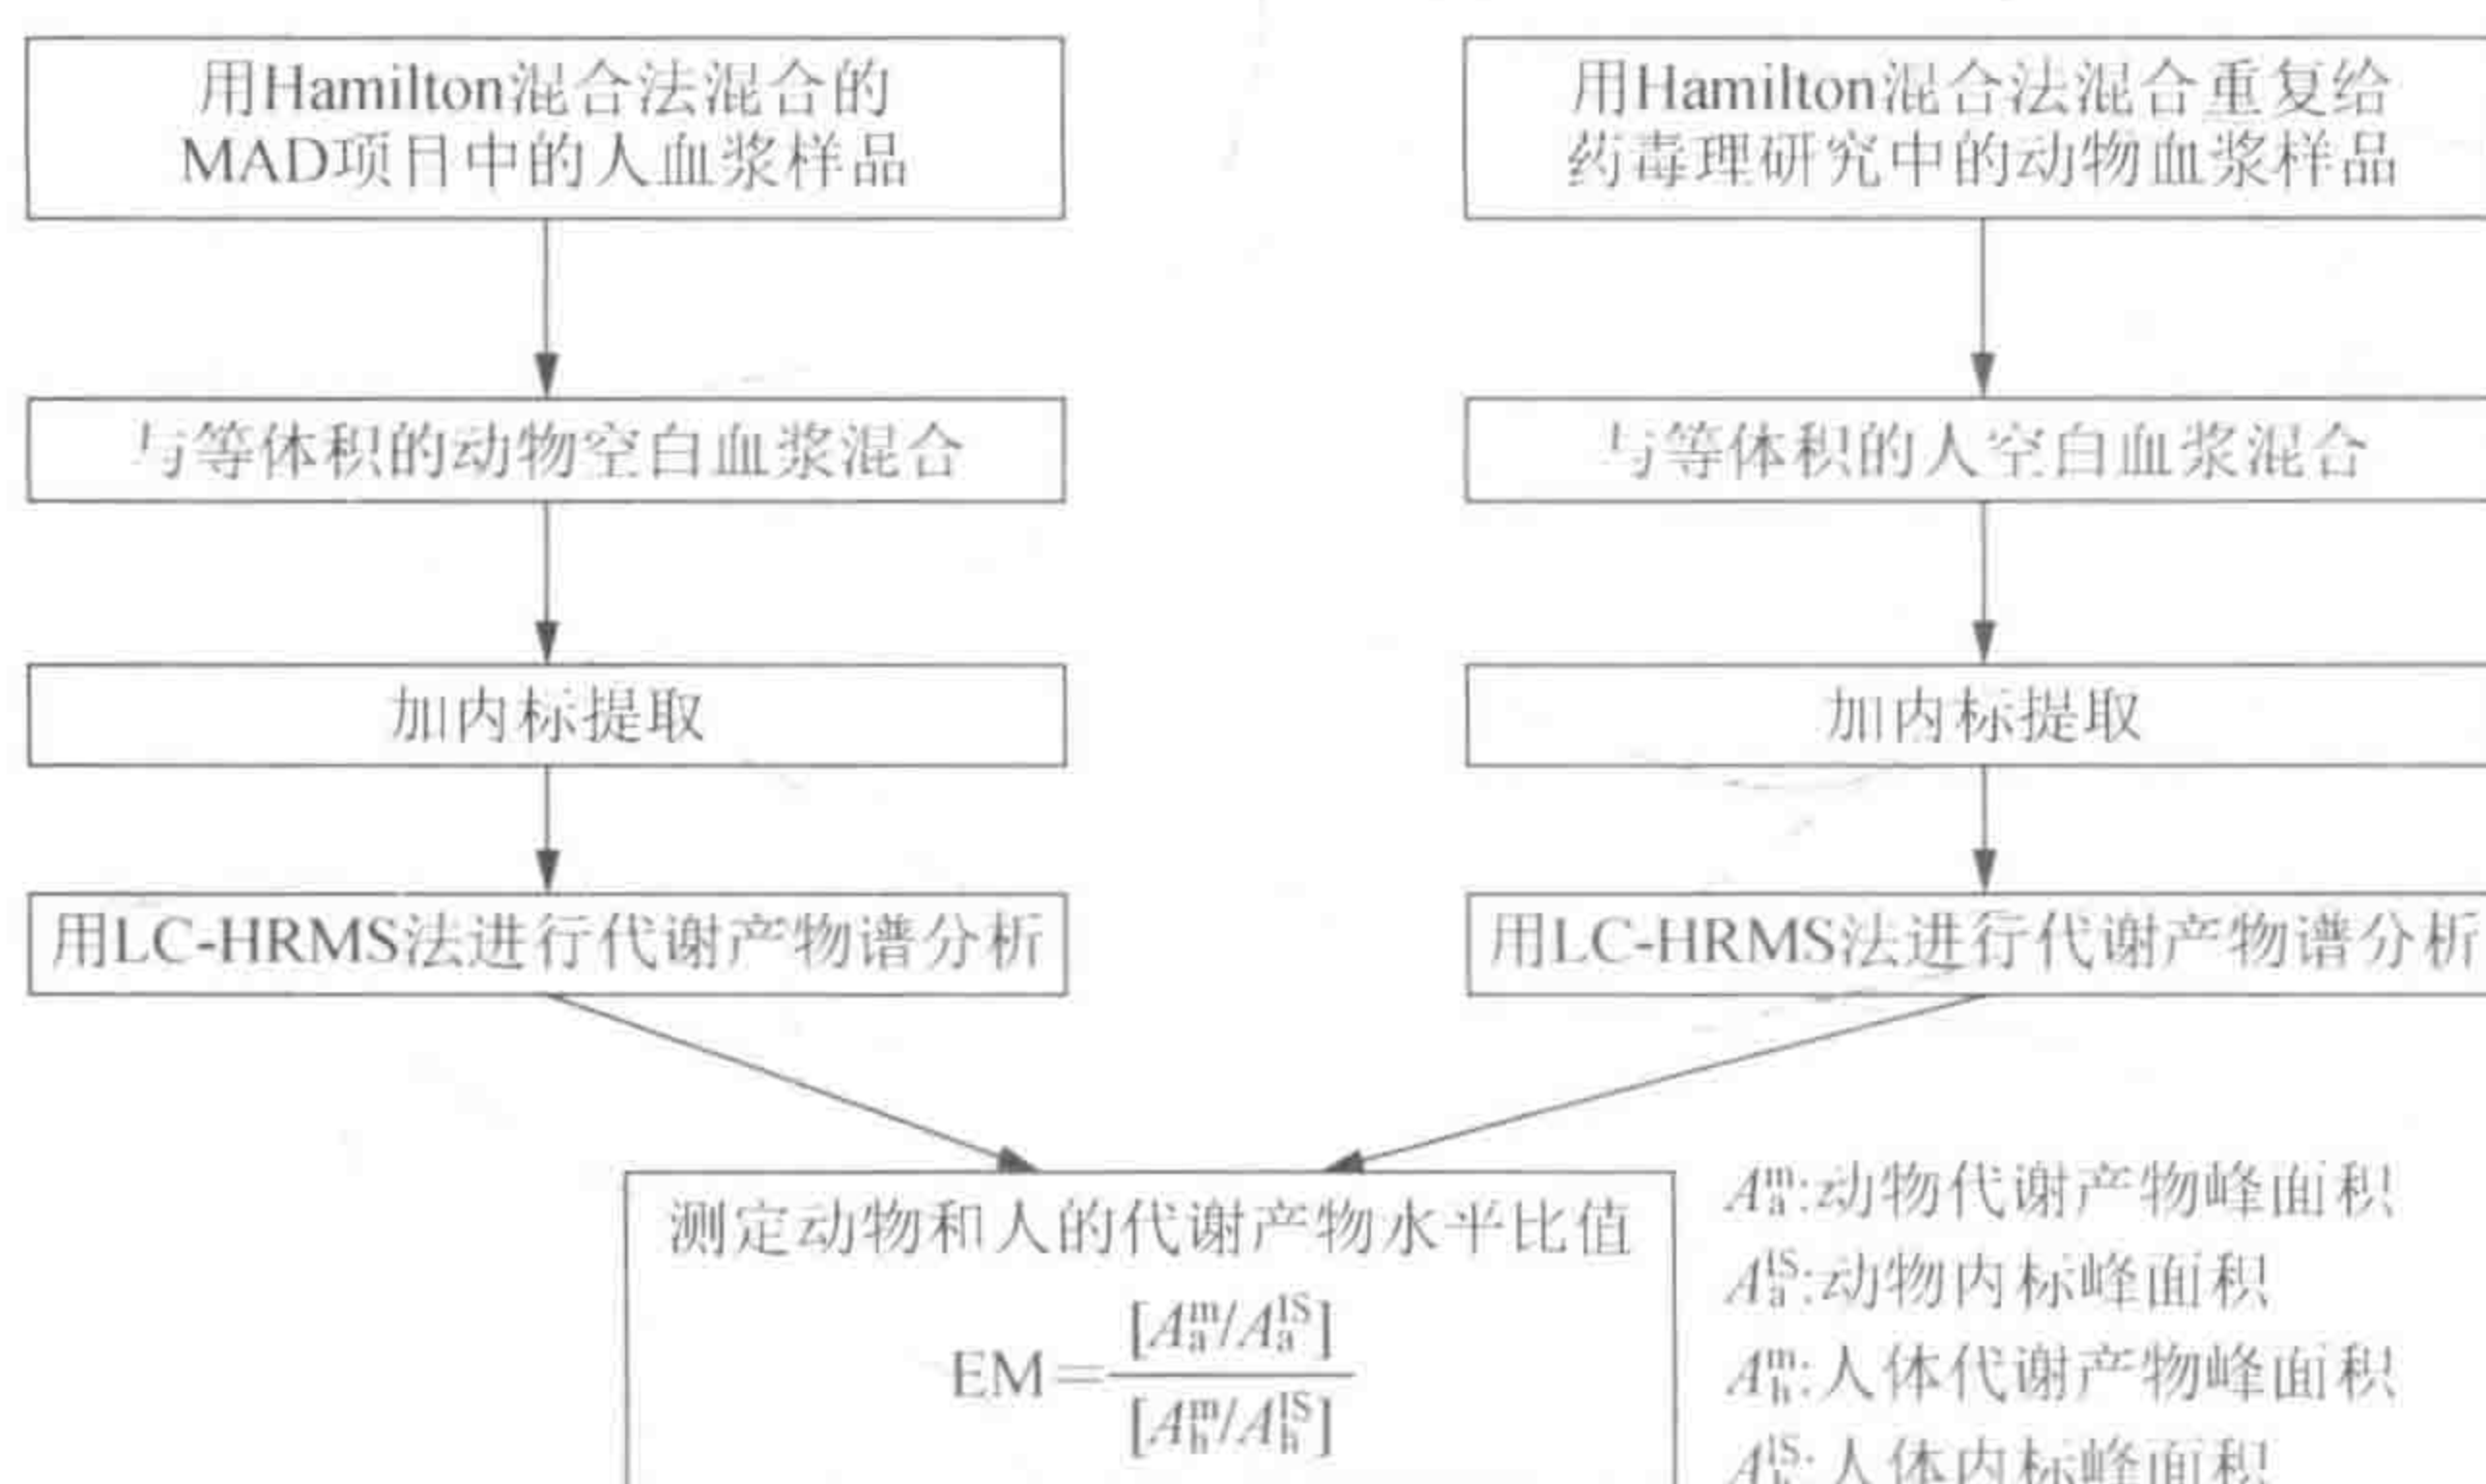 用Hamilton混合法混合的
MAD项目中的人血浆样品
与等体积的动物空白血浆混合
加内标提取
用LC-HRMS法进行代谢产物谱分析
用Hamilton混合法混合重复给
药毒理研究中的动物血浆样品
与等体积的人空白血浆混合
加内标提取
用LC-HRMS法进行代谢产物谱分析
测定动物和人的代谢产物水平比值
EM=[A_a^m/A_a^IS]/[A_h^m/A_h^IS]
A_a^m:动物代谢产物峰面积
A_a^IS:动物内标峰面积
A_h^m:人体代谢产物峰面积
A_h^IS:人体内标峰面积